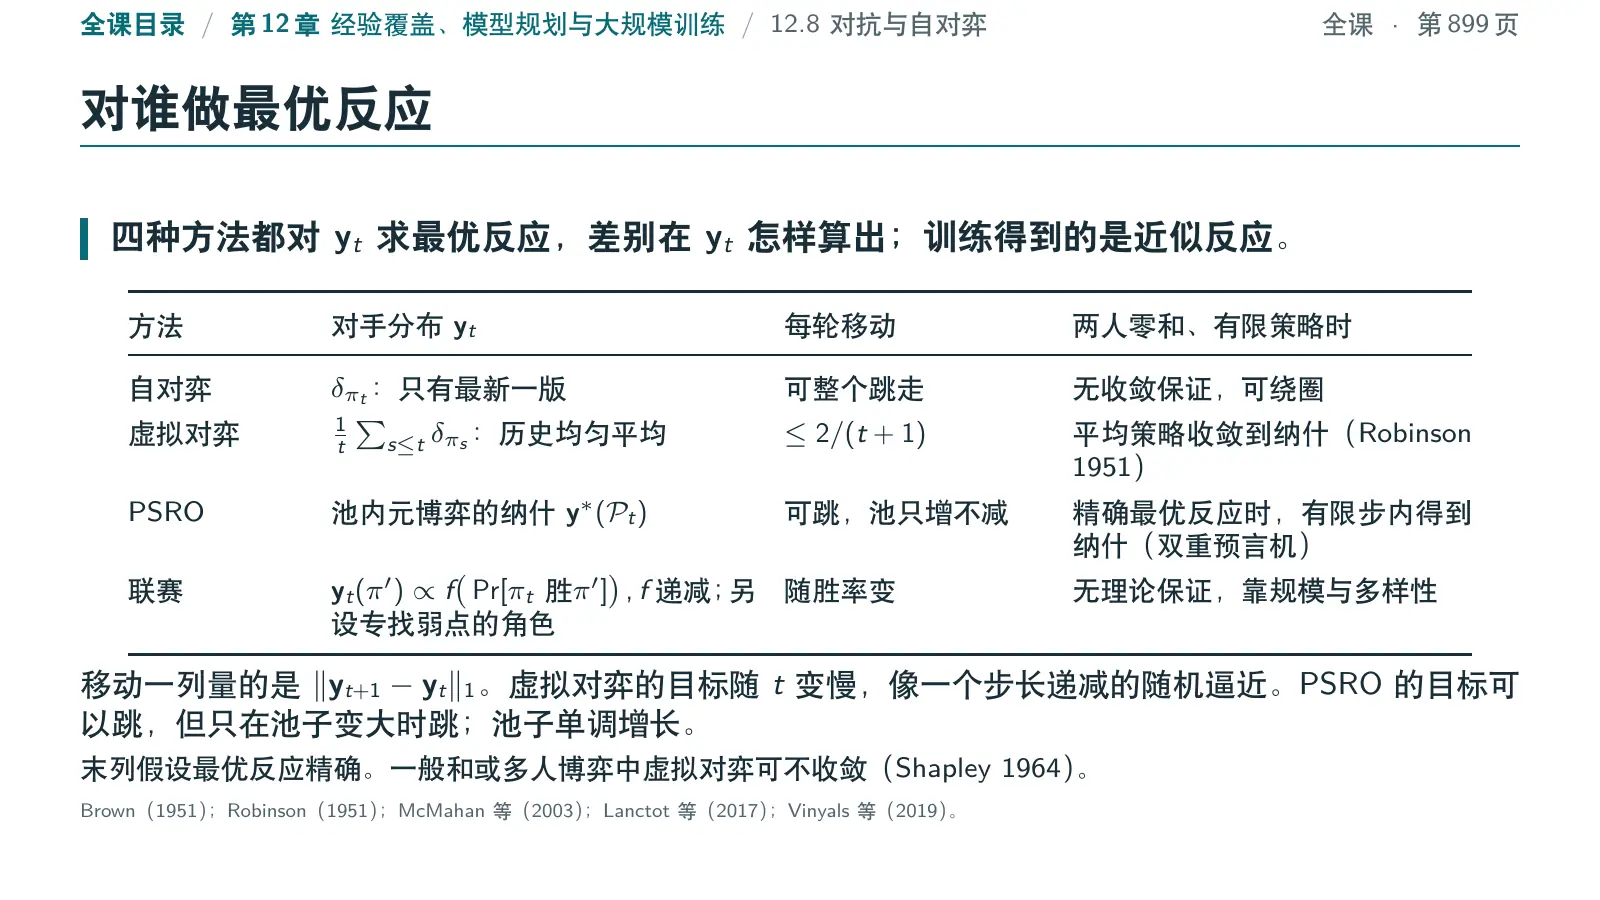 全课目录 / 第 12 章 经验覆盖、模型规划与大规模训练 / 12.8 对抗与自对弈 全课 · 第 899 页
对谁做最优反应
四种方法都对 y_t 求最优反应，差别在 y_t 怎样算出；训练得到的是近似反应。
方法 对手分布 y_t 每轮移动 两人零和、有限策略时
自对弈 δ_{π_t}：只有最新一版 可整个跳走 无收敛保证，可绕圈
虚拟对弈 \frac{1}{t} ∑_{s≤t} δ_{π_s}：历史均匀平均 ≤ 2/(t + 1) 平均策略收敛到纳什（Robinson
1951）
PSRO 池内元博弈的纳什 y*(𝒫_t) 可跳，池只增不减 精确最优反应时，有限步内得到
纳什（双重预言机）
联赛 y_t(π′) ∝ f(Pr[π_t 胜π′]), f 递减；另 随胜率变 无理论保证，靠规模与多样性
设专找弱点的角色
移动一列量的是 ‖y_{t+1} − y_t‖_1。虚拟对弈的目标随 t 变慢，像一个步长递减的随机逼近。PSRO 的目标可
以跳，但只在池子变大时跳；池子单调增长。
末列假设最优反应精确。一般和或多人博弈中虚拟对弈可不收敛（Shapley 1964）。
Brown（1951）；Robinson（1951）；McMahan 等（2003）；Lanctot 等（2017）；Vinyals 等（2019）。